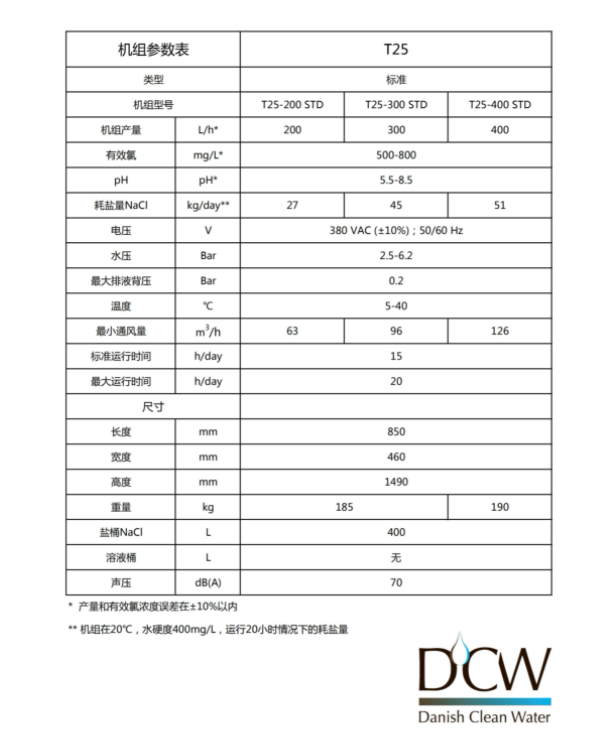 机组参数表 T25
类型 标准
机组型号 T25-200 STD T25-300 STD T25-400 STD
机组产量 L/h* 200 300 400
有效氯 mg/L* 500-800
pH pH* 5.5-8.5
耗盐量NaCl kg/day** 27 45 51
电压 V 380 VAC (±10%)；50/60 Hz
水压 Bar 2.5-6.2
最大排液背压 Bar 0.2
温度 ℃ 5-40
最小通风量 m³/h 63 96 126
标准运行时间 h/day 15
最大运行时间 h/day 20
尺寸
长度 mm 850
宽度 mm 460
高度 mm 1490
重量 kg 185 190
盐桶NaCl L 400
溶液桶 L 无
声压 dB(A) 70
* 产量和有效氯浓度误差在±10%以内
** 机组在20℃，水硬度400mg/L，运行20小时情况下的耗盐量
DCW
Danish Clean Water